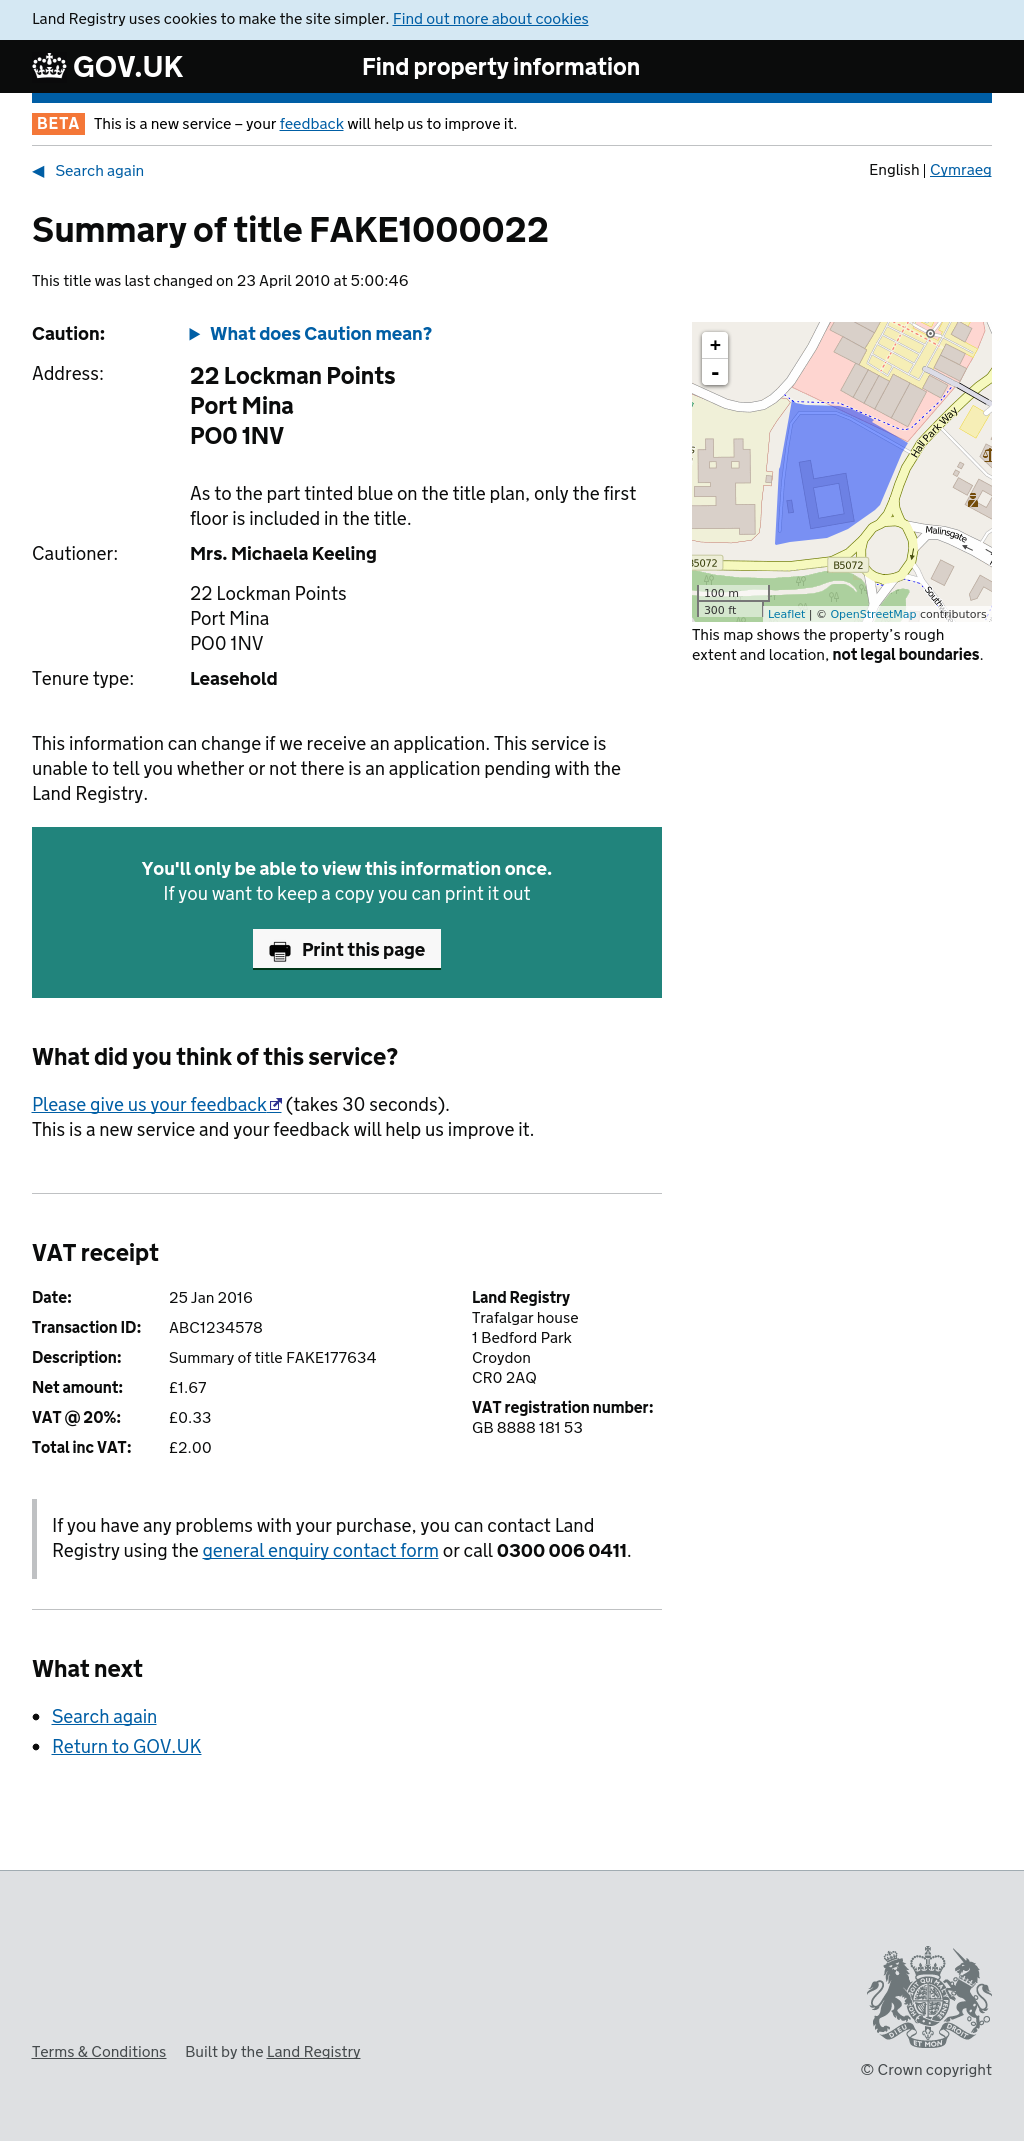 Land Registry uses cookies to make the site simpler. Find out more about cookies
GOV.UK
Find property information
BETA This is a new service – your feedback will help us to improve it.
Search again
English | Cymraeg
Summary of title FAKE1000022
This title was last changed on 23 April 2010 at 5:00:46
Caution:
What does Caution mean?
Address:
22 Lockman Points
Port Mina
PO0 1NV
As to the part tinted blue on the title plan, only the first
floor is included in the title.
Cautioner:
Mrs. Michaela Keeling
22 Lockman Points
Port Mina
PO0 1NV
Tenure type:
Leasehold
+
-
Hall Park Way
Malinsgate
B5072
B5072
100 m
300 ft
Leaflet | © OpenStreetMap contributors
This map shows the property's rough
extent and location, not legal boundaries.
This information can change if we receive an application. This service is
unable to tell you whether or not there is an application pending with the
Land Registry.
You'll only be able to view this information once.
If you want to keep a copy you can print it out
Print this page
What did you think of this service?
Please give us your feedback (takes 30 seconds).
This is a new service and your feedback will help us improve it.
VAT receipt
Date: 25 Jan 2016
Transaction ID: ABC1234578
Description: Summary of title FAKE177634
Net amount: £1.67
VAT @ 20%: £0.33
Total inc VAT: £2.00
Land Registry
Trafalgar house
1 Bedford Park
Croydon
CR0 2AQ
VAT registration number:
GB 8888 181 53
If you have any problems with your purchase, you can contact Land
Registry using the general enquiry contact form or call 0300 006 0411.
What next
Search again
Return to GOV.UK
Terms & Conditions
Built by the Land Registry
DIEU ET MON DROIT
© Crown copyright